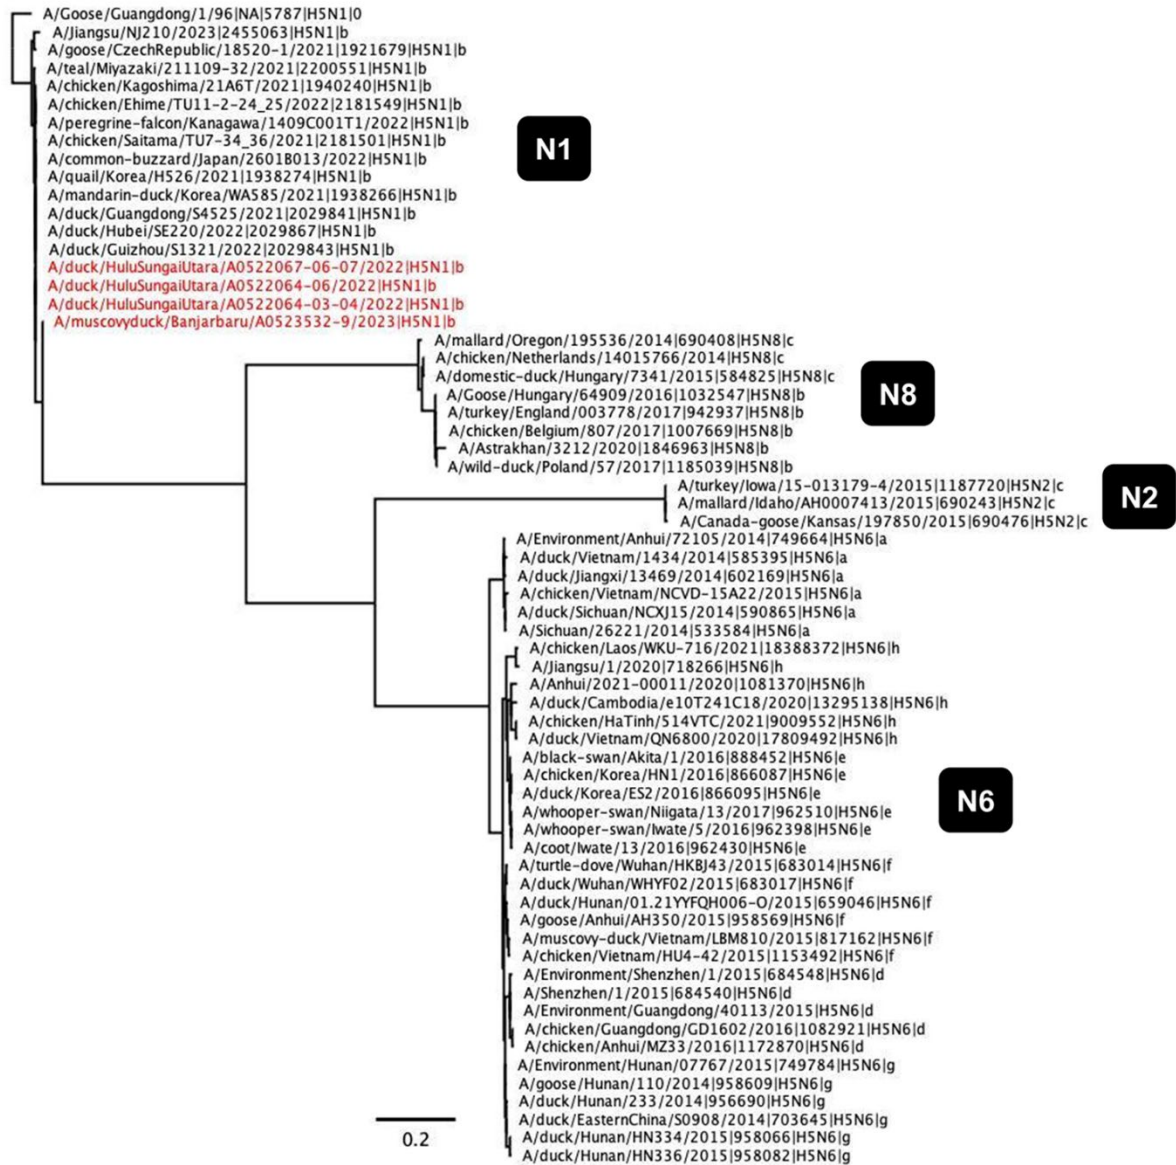 A/Goose/Guangdong/1/96|NA|5787|H5N1|0
A/Jiangsu/NJ210/2023|2455063|H5N1|b
A/goose/CzechRepublic/18520-1/2021|1921679|H5N1|b
A/teal/Miyazaki/211109-32/2021|2200551|H5N1|b
A/chicken/Kagoshima/21A6T/2021|1940240|H5N1|b
A/chicken/Ehime/TU11-2-24_25/2022|2181549|H5N1|b
A/peregrine-falcon/Kanagawa/1409C001T1/2022|H5N1|b
A/chicken/Saitama/TU7-34_36/2021|2181501|H5N1|b
A/common-buzzard/Japan/2601B013/2022|H5N1|b
A/quail/Korea/H526/2021|1938274|H5N1|b
A/mandarin-duck/Korea/WA585/2021|1938266|H5N1|b
A/duck/Guangdong/S4525/2021|2029841|H5N1|b
A/duck/Hubei/SE220/2022|2029867|H5N1|b
A/duck/Guizhou/S1321/2022|2029843|H5N1|b
A/duck/HuluSungaiUtara/A0522067-06-07/2022|H5N1|b
A/duck/HuluSungaiUtara/A0522064-06/2022|H5N1|b
A/duck/HuluSungaiUtara/A0522064-03-04/2022|H5N1|b
A/muscovyduck/Banjarbaru/A0523532-9/2023|H5N1|b
N1
A/mallard/Oregon/195536/2014|690408|H5N8|c
A/chicken/Netherlands/14015766/2014|H5N8|c
A/domestic-duck/Hungary/7341/2015|584825|H5N8|c
A/Goose/Hungary/64909/2016|1032547|H5N8|b
A/turkey/England/003778/2017|942937|H5N8|b
A/chicken/Belgium/807/2017|1007669|H5N8|b
A/Astrakhan/3212/2020|1846963|H5N8|b
A/wild-duck/Poland/57/2017|1185039|H5N8|b
N8
A/turkey/Iowa/15-013179-4/2015|1187720|H5N2|c
A/mallard/Idaho/AH0007413/2015|690243|H5N2|c
A/Canada-goose/Kansas/197850/2015|690476|H5N2|c
N2
A/Environment/Anhui/72105/2014|749664|H5N6|a
A/duck/Vietnam/1434/2014|585395|H5N6|a
A/duck/Jiangxi/13469/2014|602169|H5N6|a
A/chicken/Vietnam/NCVD-15A22/2015|H5N6|a
A/duck/Sichuan/NCXJ15/2014|590865|H5N6|a
A/Sichuan/26221/2014|533584|H5N6|a
A/chicken/Laos/WKU-716/2021|18388372|H5N6|h
A/Jiangsu/1/2020|718266|H5N6|h
A/Anhui/2021-00011/2020|1081370|H5N6|h
A/duck/Cambodia/e10T241C18/2020|13295138|H5N6|h
A/chicken/HaTinh/514VTC/2021|9009552|H5N6|h
A/duck/Vietnam/QN6800/2020|17809492|H5N6|h
A/black-swan/Akita/1/2016|888452|H5N6|e
A/chicken/Korea/HN1/2016|866087|H5N6|e
A/duck/Korea/ES2/2016|866095|H5N6|e
A/whooper-swan/Niigata/13/2017|962510|H5N6|e
A/whooper-swan/Iwate/5/2016|962398|H5N6|e
A/coot/Iwate/13/2016|962430|H5N6|e
A/turtle-dove/Wuhan/HKBJ43/2015|683014|H5N6|f
A/duck/Wuhan/WHYF02/2015|683017|H5N6|f
A/duck/Hunan/01.21YYFQH006-O/2015|659046|H5N6|f
A/goose/Anhui/AH350/2015|958569|H5N6|f
A/muscovy-duck/Vietnam/LBM810/2015|817162|H5N6|f
A/chicken/Vietnam/HU4-42/2015|1153492|H5N6|f
A/Environment/Shenzhen/1/2015|684548|H5N6|d
A/Shenzhen/1/2015|684540|H5N6|d
A/Environment/Guangdong/40113/2015|H5N6|d
A/chicken/Guangdong/GD1602/2016|1082921|H5N6|d
A/chicken/Anhui/MZ33/2016|1172870|H5N6|d
A/Environment/Hunan/07767/2015|749784|H5N6|g
A/goose/Hunan/110/2014|958609|H5N6|g
A/duck/Hunan/233/2014|956690|H5N6|g
A/duck/EasternChina/S0908/2014|703645|H5N6|g
A/duck/Hunan/HN334/2015|958066|H5N6|g
A/duck/Hunan/HN336/2015|958082|H5N6|g
N6
0.2